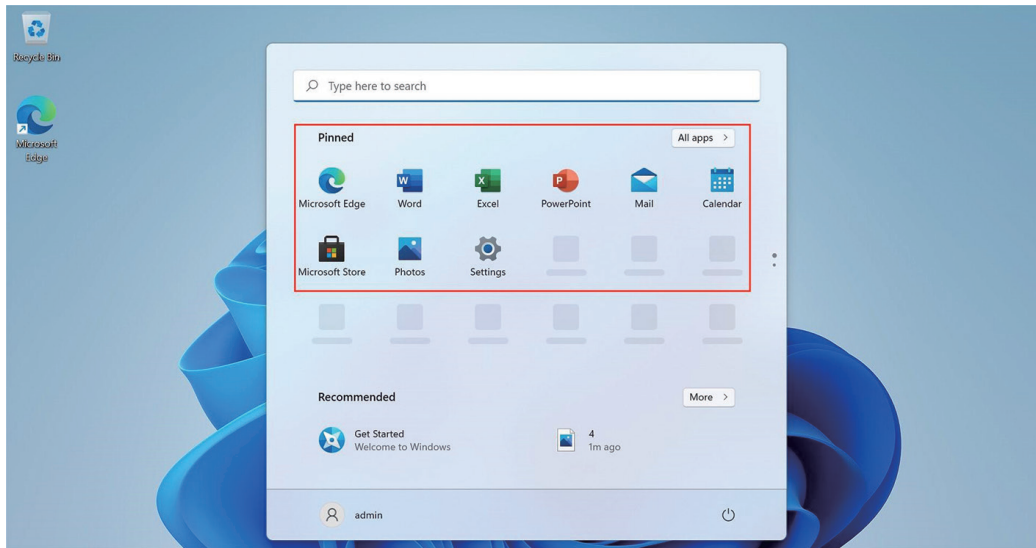 Recycle Bin
Microsoft
Edge
Type here to search
Pinned
All apps >
Microsoft Edge
Word
Excel
PowerPoint
Mail
Calendar
Microsoft Store
Photos
Settings
Recommended
More >
Get Started
Welcome to Windows
4
1m ago
admin